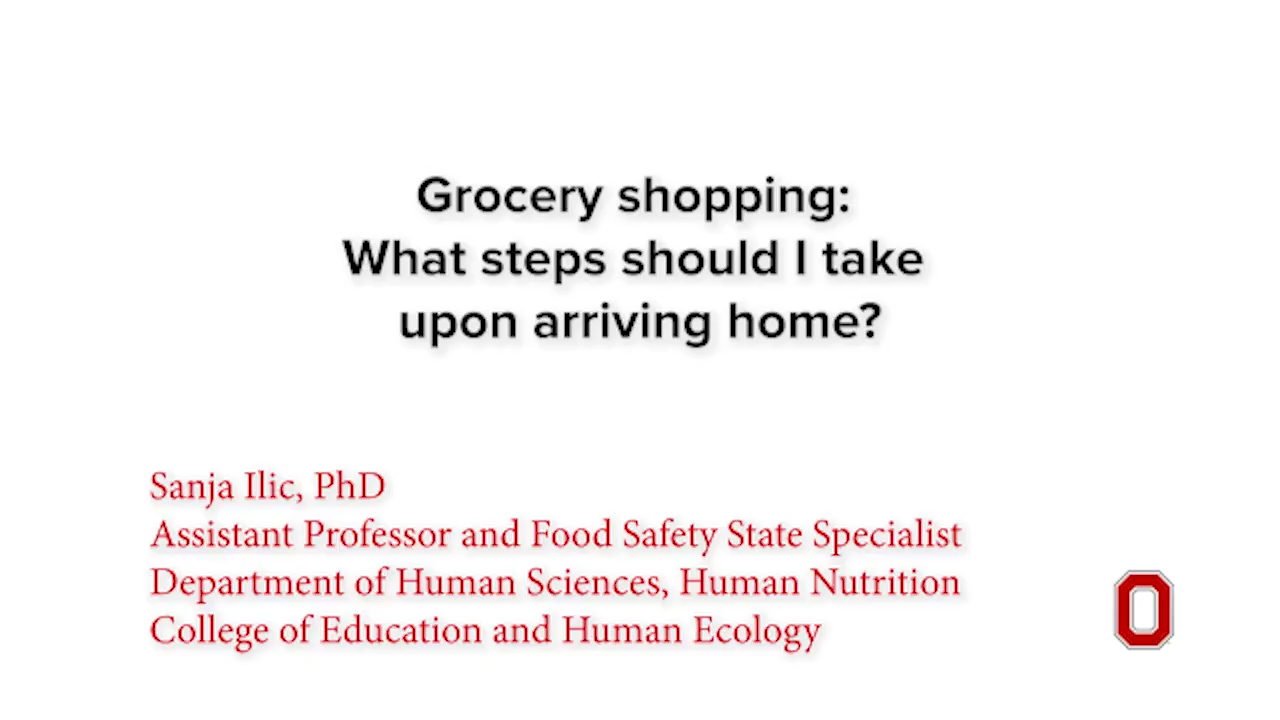 Grocery shopping:
What steps should I take
upon arriving home?
Sanja Ilic, PhD
Assistant Professor and Food Safety State Specialist
Department of Human Sciences, Human Nutrition
College of Education and Human Ecology